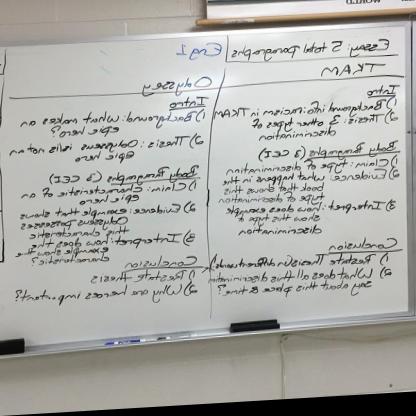 WORLD
Essay: 5 total paragraphs
Eng 1
TKAM
Intro
1) Background info: racism in TKAM
2) Thesis: 3 other types of
discrimination
Body Paragraphs (3 CEI)
1) Claim: type of discrimination
2) Evidence: What happens in the
book that shows this
type of discrimination
3) Interpret: how does example
show this type of
discrimination
Conclusion
1) Restate Thesis (in different words)
2) What does all this discrimination
say about this place & time?
Odyssey
Intro
1) Background: What makes an
epic hero?
2) Thesis: Odysseus is/is not an
epic hero
Body Paragraphs (3 CEI)
1) Claim: characteristic of an
epic hero
2) Evidence: example that shows
Odysseus possesses
this characteristic
3) Interpret: how does this
example show the
characteristic?
Conclusion
1) Restate thesis
2) Why are heroes important?